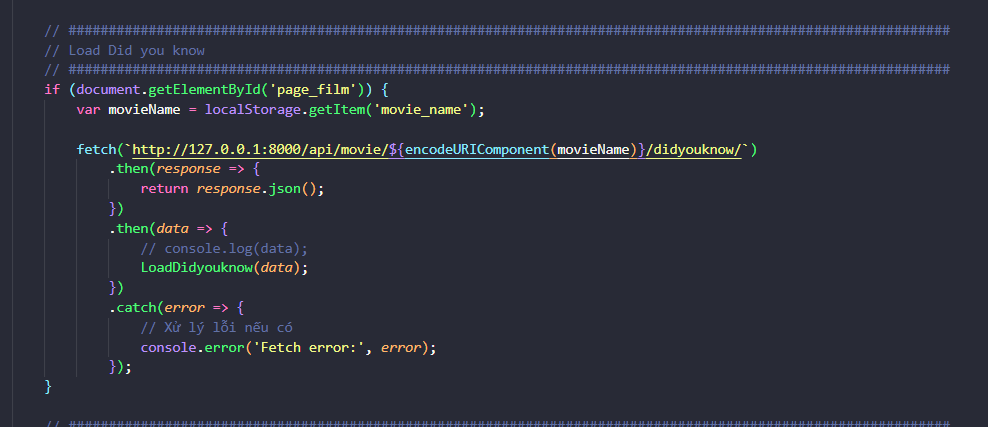 // ##############################################################################################################
// Load Did you know
// ##############################################################################################################
if (document.getElementById('page_film')) {
var movieName = localStorage.getItem('movie_name');
fetch(`http://127.0.0.1:8000/api/movie/${encodeURIComponent(movieName)}/didyouknow/`)
.then(response => {
return response.json();
})
.then(data => {
// console.log(data);
LoadDidyouknow(data);
})
.catch(error => {
// Xử lý lỗi nếu có
console.error('Fetch error:', error);
});
}
// ##############################################################################################################